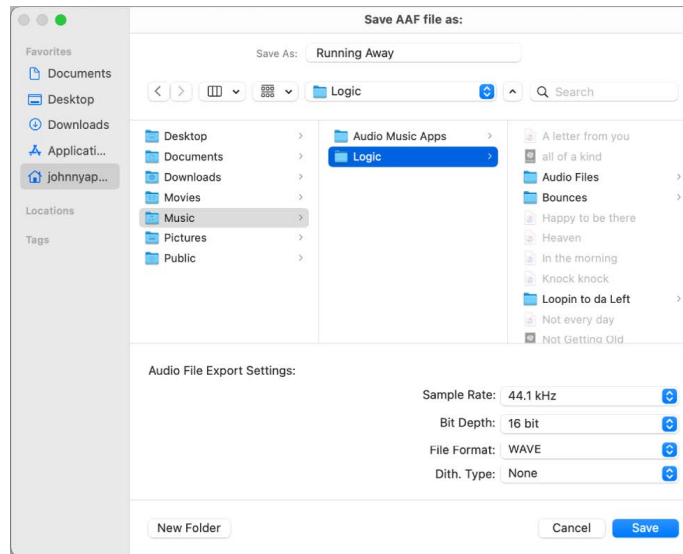 Save AAF file as:
Save As: Running Away
Logic
Search
Favorites
Documents
Desktop
Downloads
Applicati...
johnnyap...
Locations
Tags
Desktop
Documents
Downloads
Movies
Music
Pictures
Public
Audio Music Apps
Logic
A letter from you
all of a kind
Audio Files
Bounces
Happy to be there
Heaven
In the morning
Knock knock
Loopin to da Left
Not every day
Not Getting Old
Audio File Export Settings:
Sample Rate: 44.1 kHz
Bit Depth: 16 bit
File Format: WAVE
Dith. Type: None
New Folder
Cancel
Save